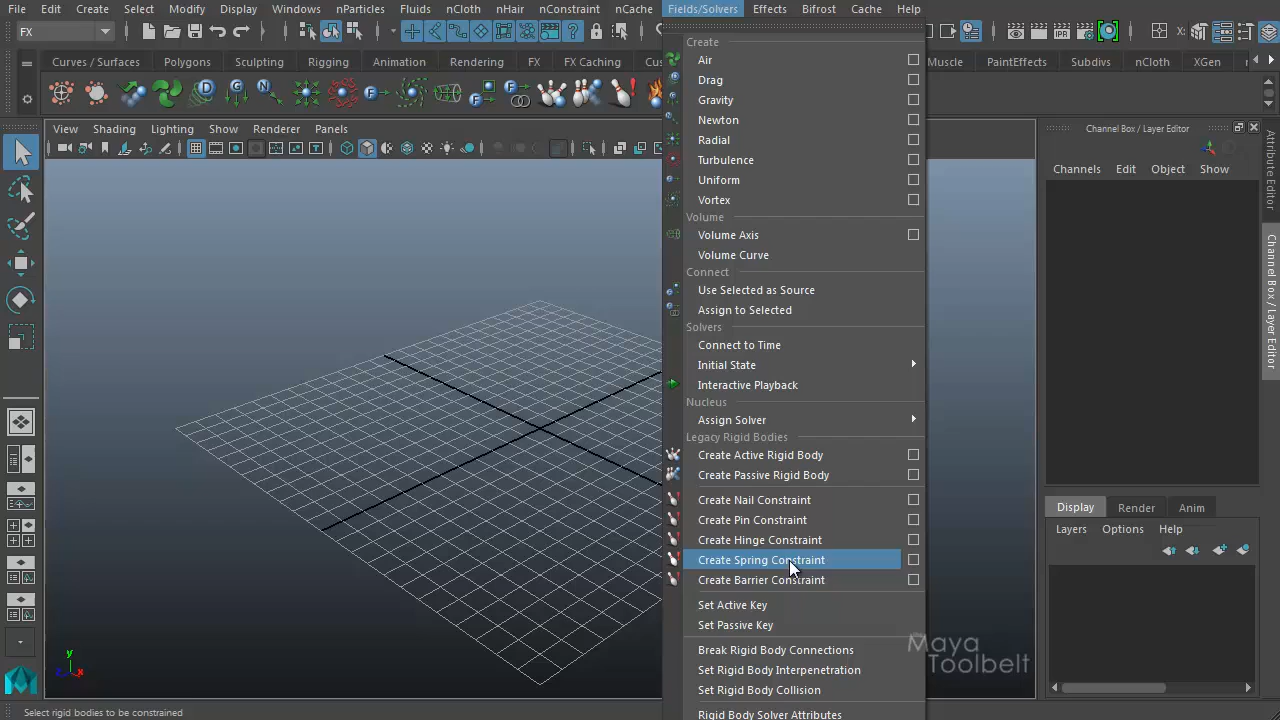 File Edit Create Select Modify Display Windows nParticles Fluids nCloth nHair nConstraint nCache Fields/Solvers Effects Bifrost Cache Help
FX
Curves / Surfaces Polygons Sculpting Rigging Animation Rendering FX FX Caching Muscle PaintEffects Subdivs nCloth XGen
View Shading Lighting Show Renderer Panels
Create
Air
Drag
Gravity
Newton
Radial
Turbulence
Uniform
Vortex
Volume
Volume Axis
Volume Curve
Connect
Use Selected as Source
Assign to Selected
Solvers
Connect to Time
Initial State
Interactive Playback
Nucleus
Assign Solver
Legacy Rigid Bodies
Create Active Rigid Body
Create Passive Rigid Body
Create Nail Constraint
Create Pin Constraint
Create Hinge Constraint
Create Spring Constraint
Create Barrier Constraint
Set Active Key
Set Passive Key
Break Rigid Body Connections
Set Rigid Body Interpenetration
Set Rigid Body Collision
Rigid Body Solver Attributes
Channel Box / Layer Editor
Channels Edit Object Show
Display Render Anim
Layers Options Help
Attribute Editor
Channel Box / Layer Editor
Maya
Toolbelt
y
x
Select rigid bodies to be constrained